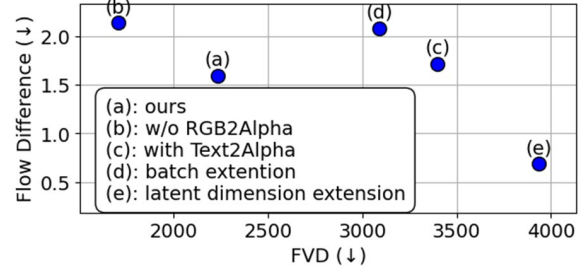 (b)
(d)
(c)
(a)
(e)
Flow Difference (↓)
2.0
1.5
1.0
0.5
(a): ours
(b): w/o RGB2Alpha
(c): with Text2Alpha
(d): batch extention
(e): latent dimension extension
2000 2500 3000 3500 4000
FVD (↓)